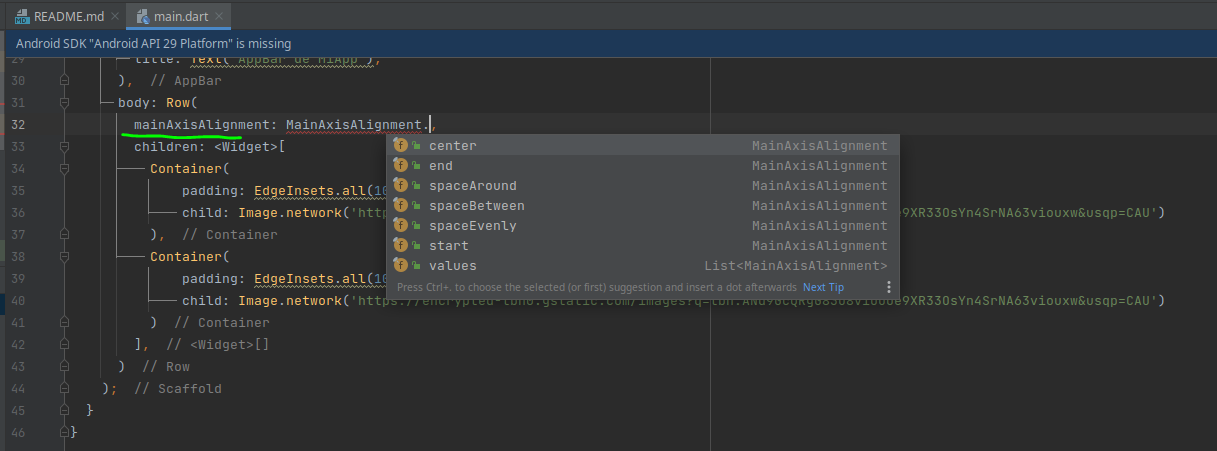 README.md main.dart
Android SDK "Android API 29 Platform" is missing
29 title: Text('AppBar de MiApp'),
30 ), // AppBar
31 body: Row(
32 mainAxisAlignment: MainAxisAlignment.,
33 children: <Widget>[
34 Container(
35 padding: EdgeInsets.all(10
36 child: Image.network('http 9XR33OsYn4SrNA63viouxw&usqp=CAU')
37 ), // Container
38 Container(
39 padding: EdgeInsets.all(10
40 child: Image.network('https://encrypted-tbn0.gstatic.com/images?q=tbn: 9XR33OsYn4SrNA63viouxw&usqp=CAU')
41 ) // Container
42 ], // <Widget>[]
43 ) // Row
44 ); // Scaffold
45 }
46 }
center MainAxisAlignment
end MainAxisAlignment
spaceAround MainAxisAlignment
spaceBetween MainAxisAlignment
spaceEvenly MainAxisAlignment
start MainAxisAlignment
values List<MainAxisAlignment>
Press Ctrl+. to choose the selected (or first) suggestion and insert a dot afterwards Next Tip